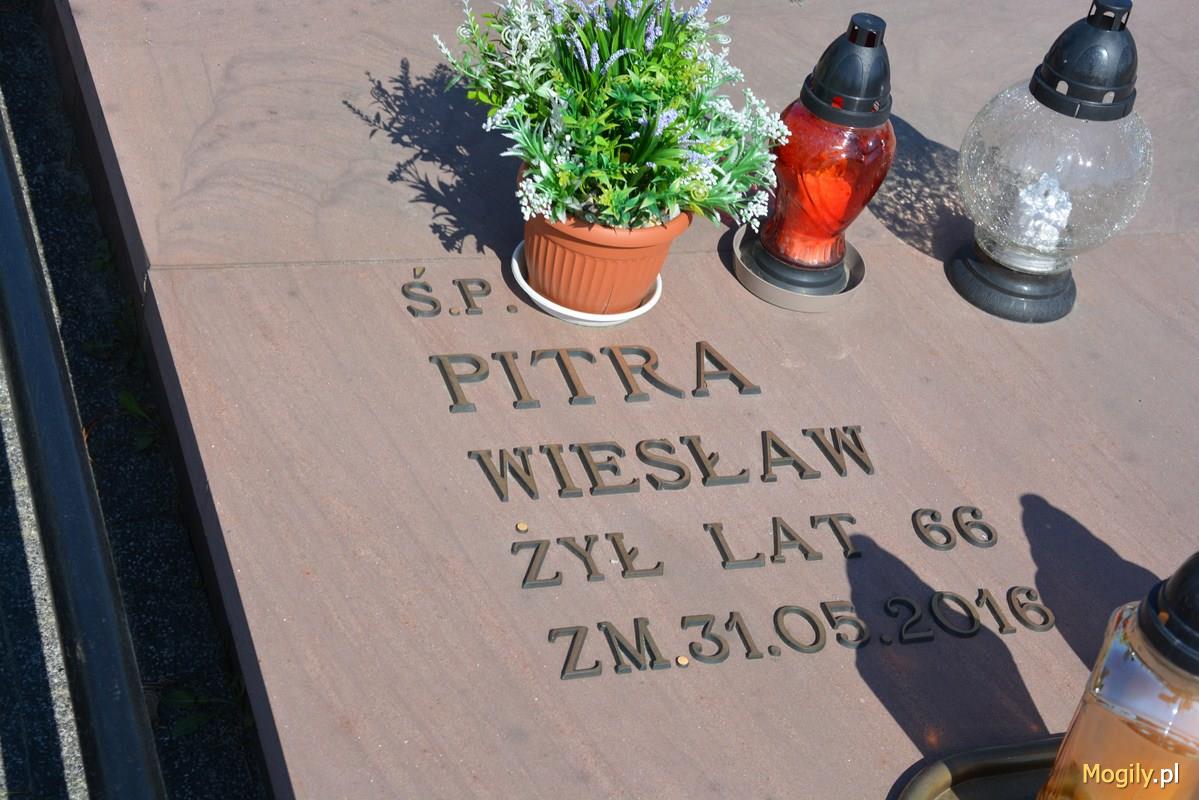 Ś.P.
PITRA
WIESŁAW
ŻYŁ LAT 66
ZM.31.05.2016
Mogily.pl